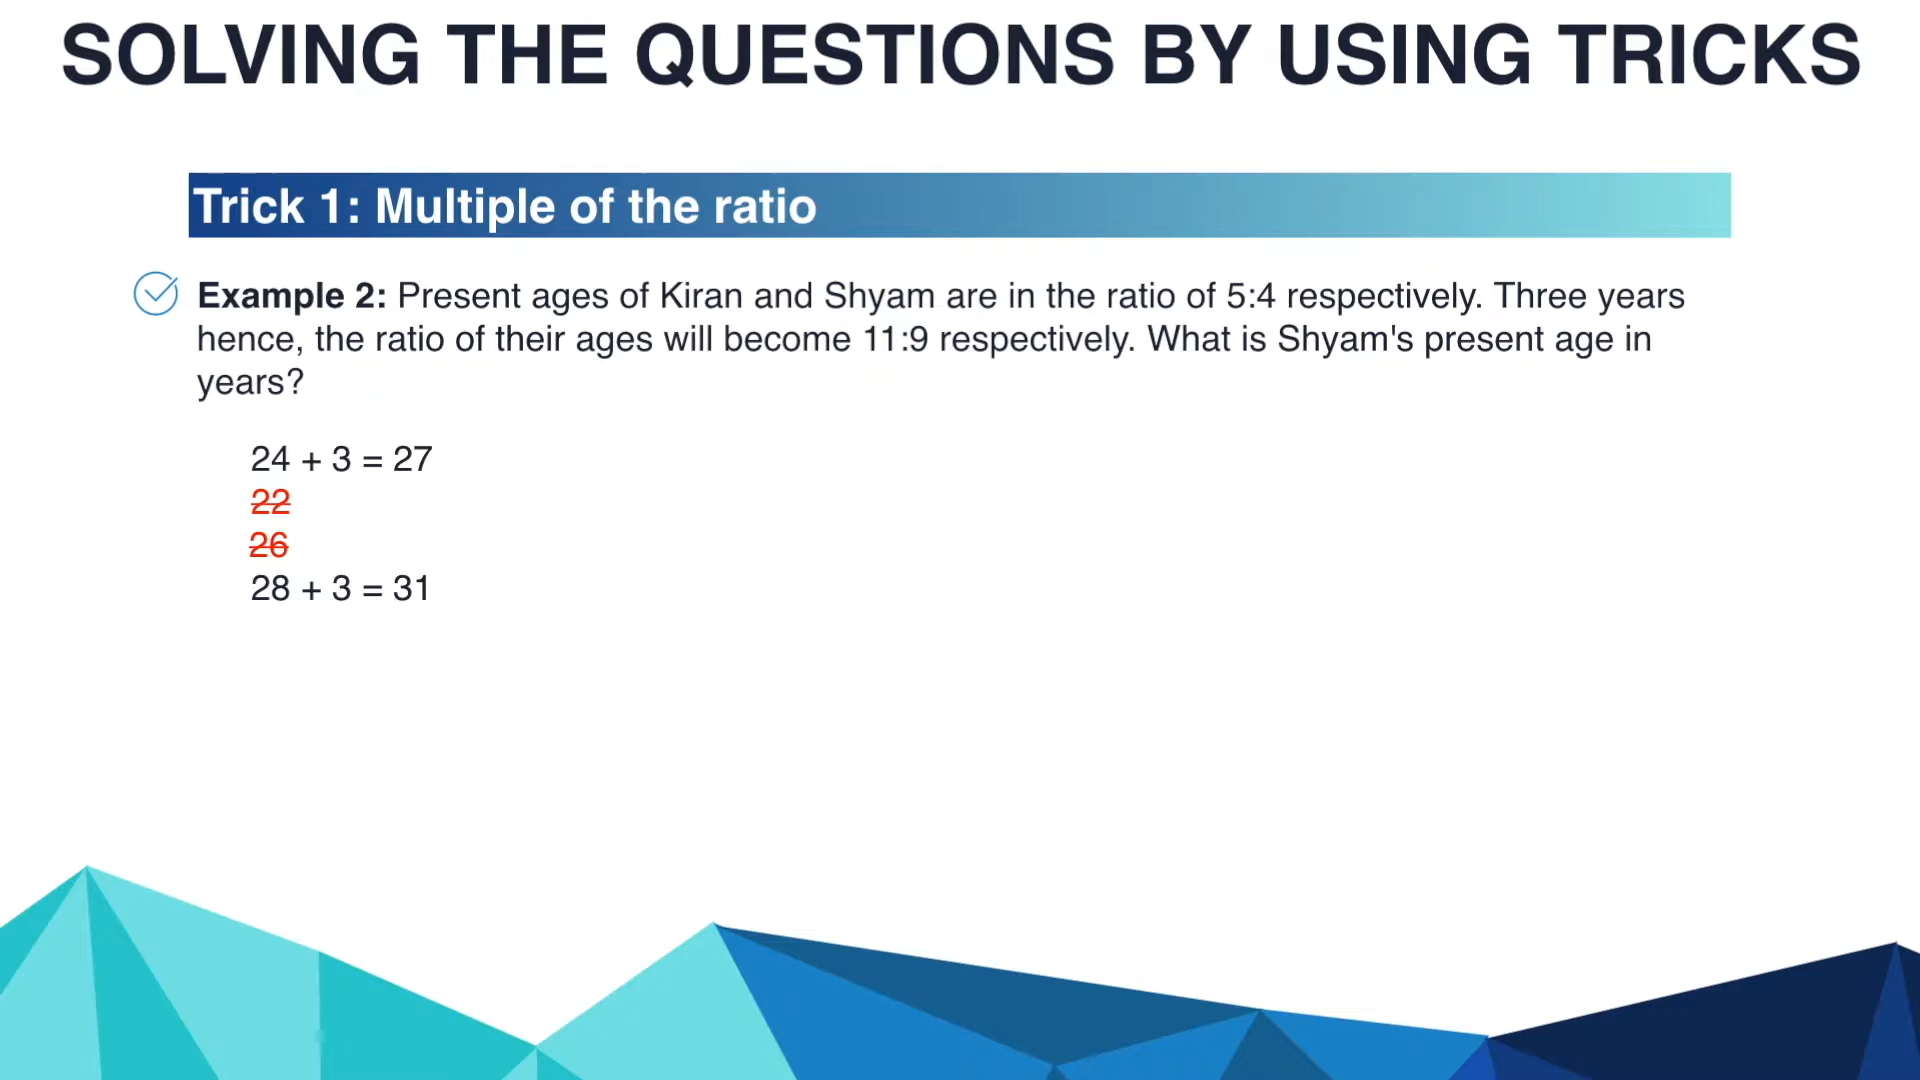 SOLVING THE QUESTIONS BY USING TRICKS
Trick 1: Multiple of the ratio
Example 2: Present ages of Kiran and Shyam are in the ratio of 5:4 respectively. Three years
hence, the ratio of their ages will become 11:9 respectively. What is Shyam's present age in
years?
24 + 3 = 27
22
26
28 + 3 = 31